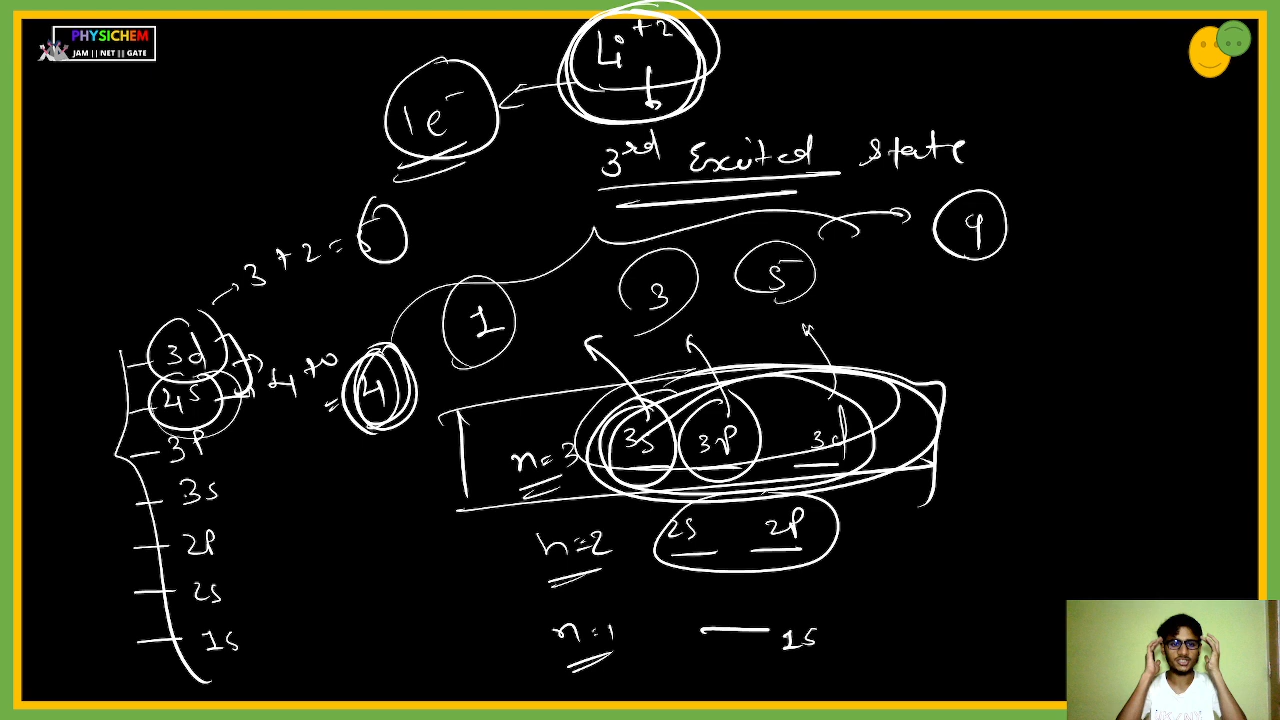 PHYSICHEM
JAM || NET || GATE
Li+2
1e-
3rd Excited State
3 + 2 = 5
1
3
5
9
3d
4s
4+0
= 4
3P
3s
2P
2s
1s
n=3 3s 3P 3d
n=2 2s 2P
n=1 1s